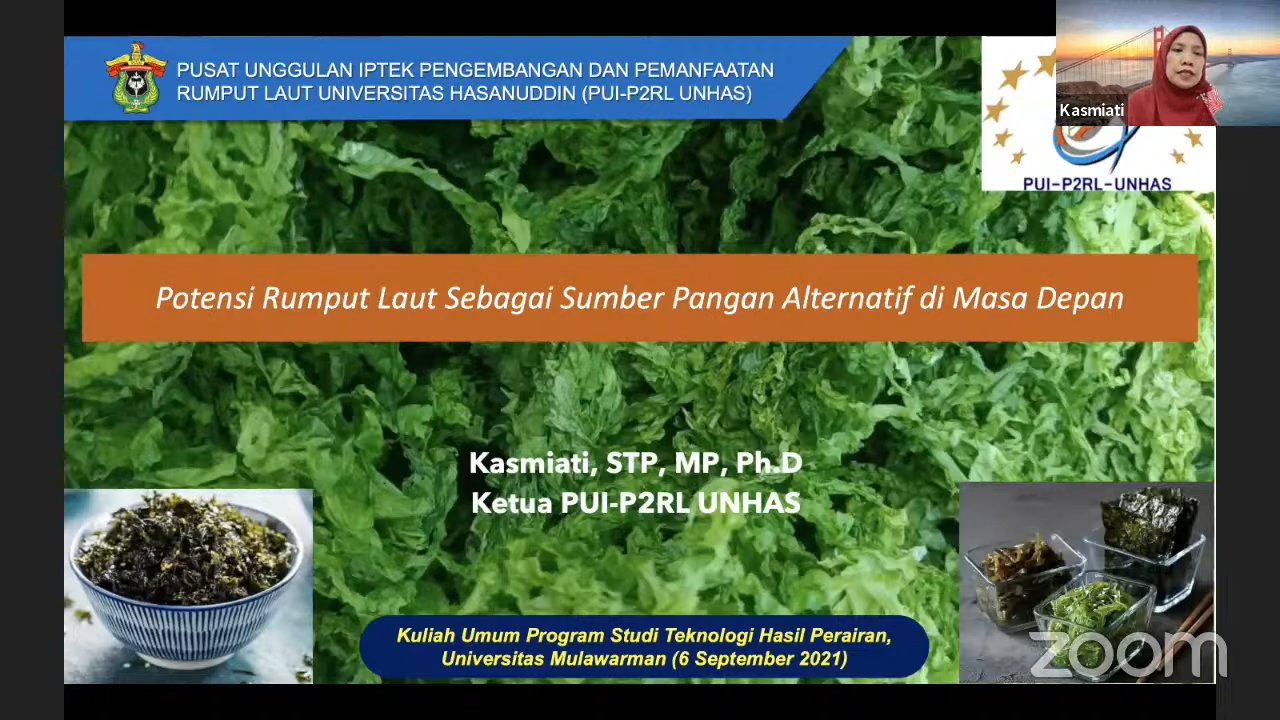 PUSAT UNGGULAN IPTEK PENGEMBANGAN DAN PEMANFAATAN
RUMPUT LAUT UNIVERSITAS HASANUDDIN (PUI-P2RL UNHAS)
Kasmiati
PUI-P2RL-UNHAS
Potensi Rumput Laut Sebagai Sumber Pangan Alternatif di Masa Depan
Kasmiati, STP, MP, Ph.D
Ketua PUI-P2RL UNHAS
Kuliah Umum Program Studi Teknologi Hasil Perairan,
Universitas Mulawarman (6 September 2021)
zoom